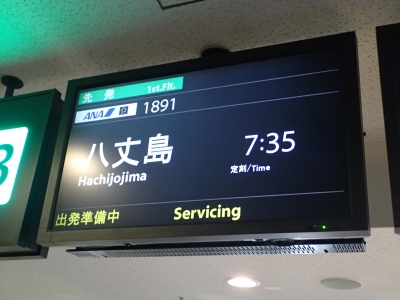 先発 1st.Flt.
ANA 1891
八丈島 7:35
Hachijojima 定刻/Time
出発準備中 Servicing
3